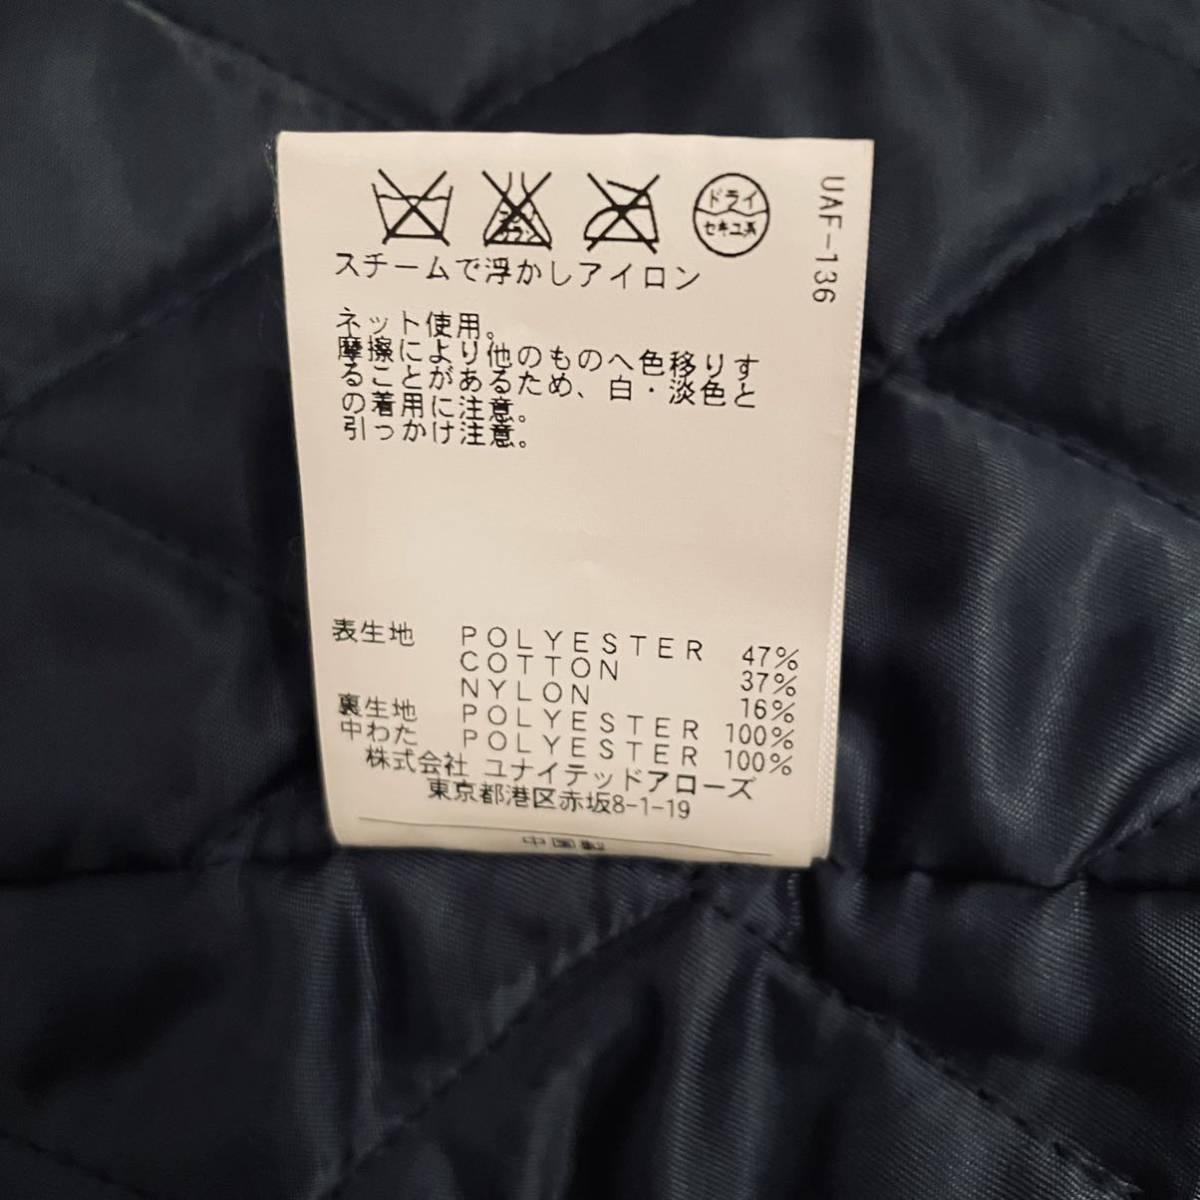 ドライ
セキユ系
スチームで浮かしアイロン
ネット使用。
摩擦により他のものへ色移りす
ることがあるため、白・淡色と
の着用に注意。
引っかけ注意。
表生地 POLYESTER 47%
COTTON 37%
NYLON 16%
裏生地 POLYESTER 100%
中わた POLYESTER 100%
株式会社 ユナイテッドアローズ
東京都港区赤坂8-1-19
中国製
UAF-136